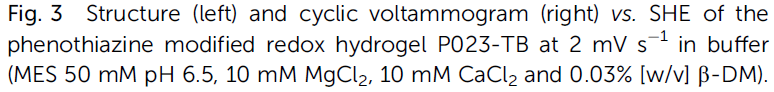 Fig. 3 Structure (left) and cyclic voltammogram (right) vs. SHE of the
phenothiazine modified redox hydrogel P023-TB at 2 mV s⁻¹ in buffer
(MES 50 mM pH 6.5, 10 mM MgCl₂, 10 mM CaCl₂ and 0.03% [w/v] β-DM).